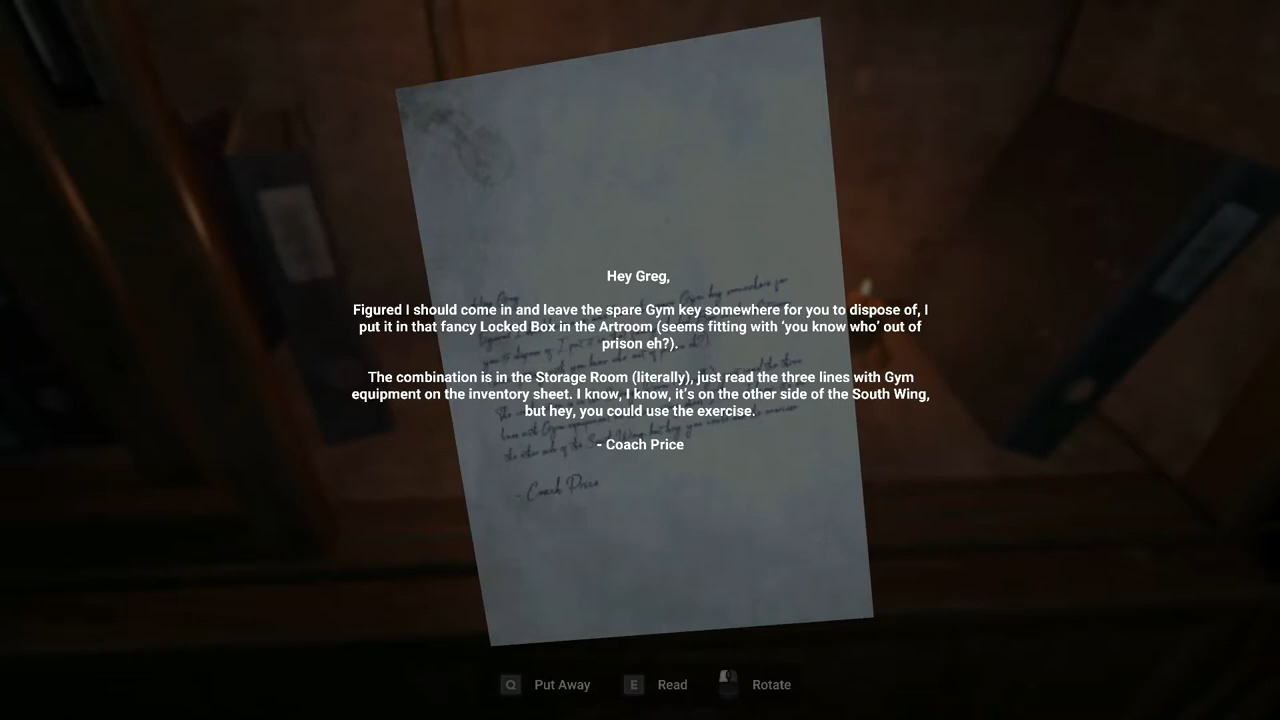 Hey Greg,
Figured I should come in and leave the spare Gym key somewhere for you to dispose of, I
put it in that fancy Locked Box in the Artroom (seems fitting with ‘you know who’ out of
prison eh?).
The combination is in the Storage Room (literally), just read the three lines with Gym
equipment on the inventory sheet. I know, I know, it's on the other side of the South Wing,
but hey, you could use the exercise.
- Coach Price
- Coach Price
Q Put Away E Read Rotate